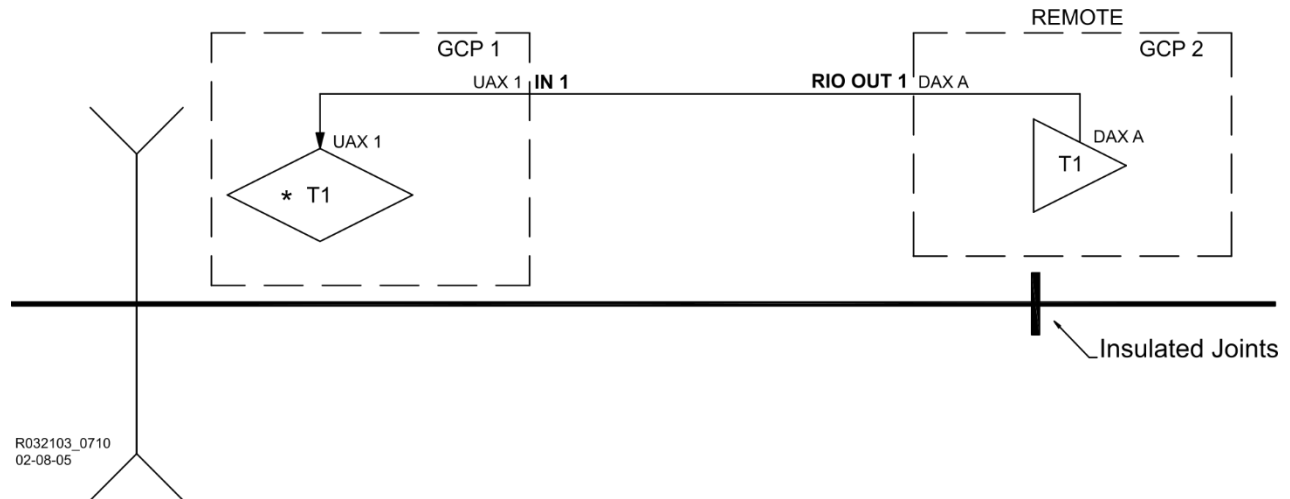 REMOTE
GCP 1
GCP 2
UAX 1 IN 1
RIO OUT 1 DAX A
UAX 1
DAX A
* T1
T1
Insulated Joints
R032103_0710
02-08-05